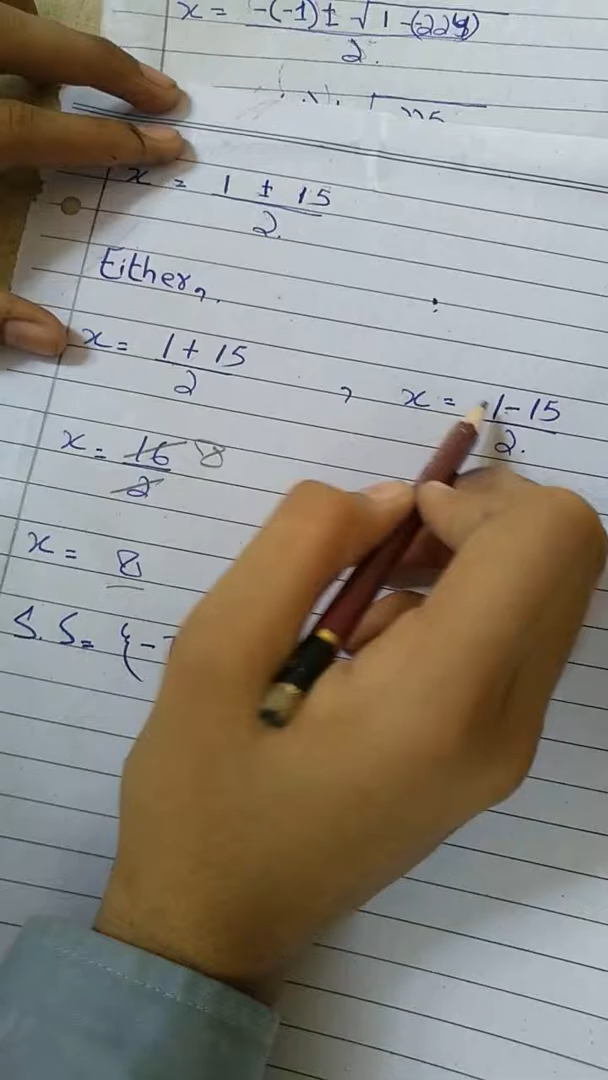 x = -(-1) ± √1-(-224) / 2.
x = 1 ± 15 / 2.
Either,
x = 1 + 15 / 2 , x = 1 - 15 / 2.
x = 16 / 2 8
x = 8
S.S = {-